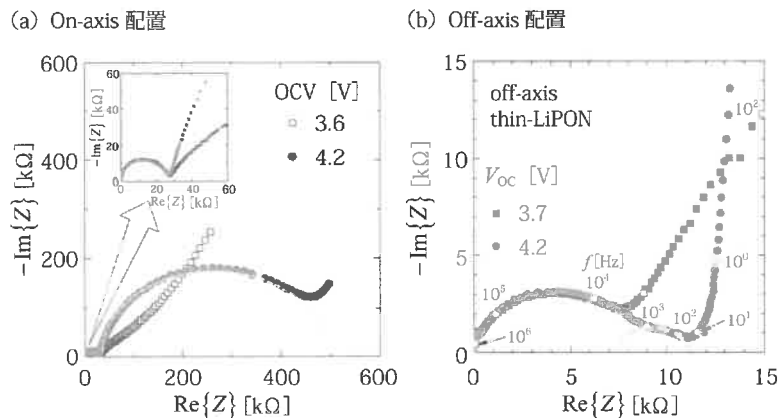 (a) On-axis 配置
600
400
200
0
-Im{Z} [kΩ]
0
200
400
600
Re{Z} [kΩ]
60
40
20
0
-Im{Z} [kΩ]
0
20
40
60
Re{Z} [kΩ]
OCV [V]
3.6
4.2
(b) Off-axis 配置
15
10
5
0
-Im{Z} [kΩ]
0
5
10
15
Re{Z} [kΩ]
off-axis
thin-LiPON
V_OC [V]
3.7
4.2
f[Hz]
10⁶
10⁵
10⁴
10³
10²
10¹
10⁰
10²